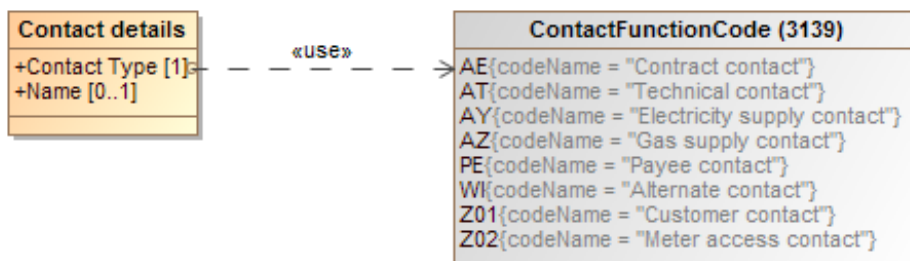 Contact details
+Contact Type [1]
+Name [0..1]
«use»
ContactFunctionCode (3139)
AE{codeName = "Contract contact"}
AT{codeName = "Technical contact"}
AY{codeName = "Electricity supply contact"}
AZ{codeName = "Gas supply contact"}
PE{codeName = "Payee contact"}
WI{codeName = "Alternate contact"}
Z01{codeName = "Customer contact"}
Z02{codeName = "Meter access contact"}